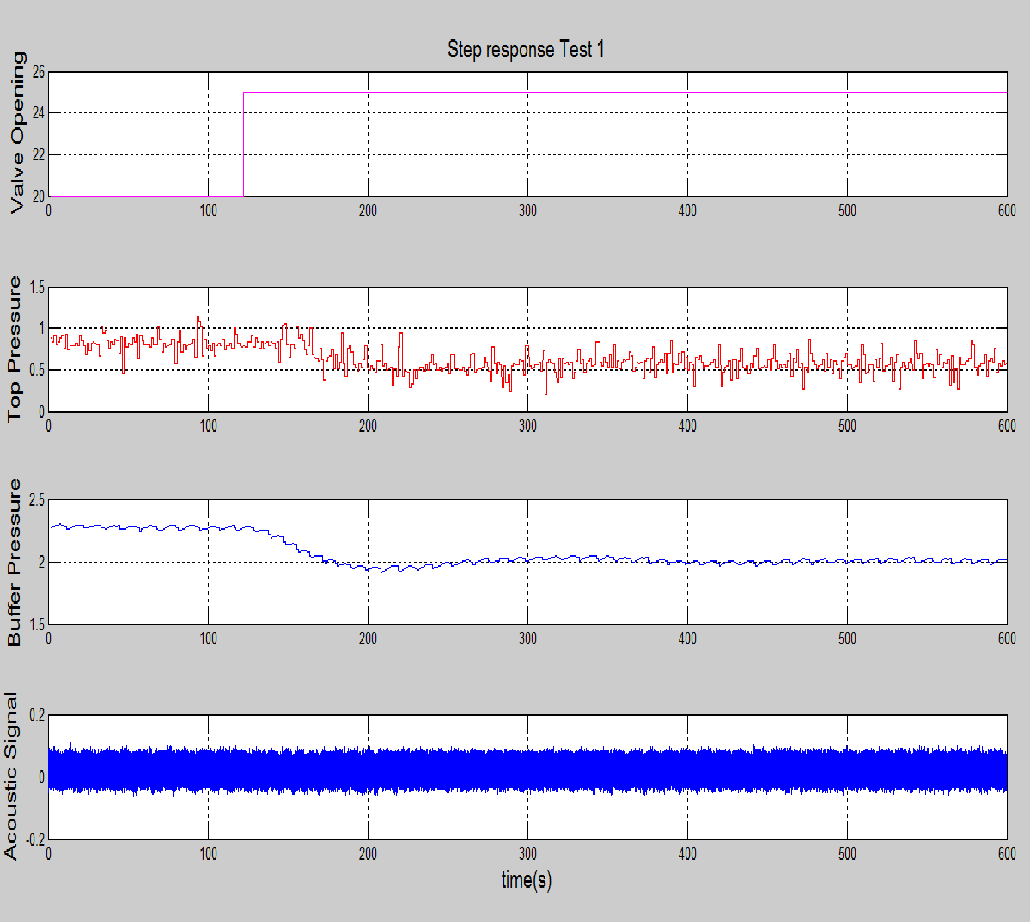 Step response Test 1
Valve Opening
26
24
22
20
0 100 200 300 400 500 600
Top Pressure
1.5
1
0.5
0
0 100 200 300 400 500 600
Buffer Pressure
2.5
2
1.5
0 100 200 300 400 500 600
Acoustic Signal
0.2
0
-0.2
0 100 200 300 400 500 600
time(s)